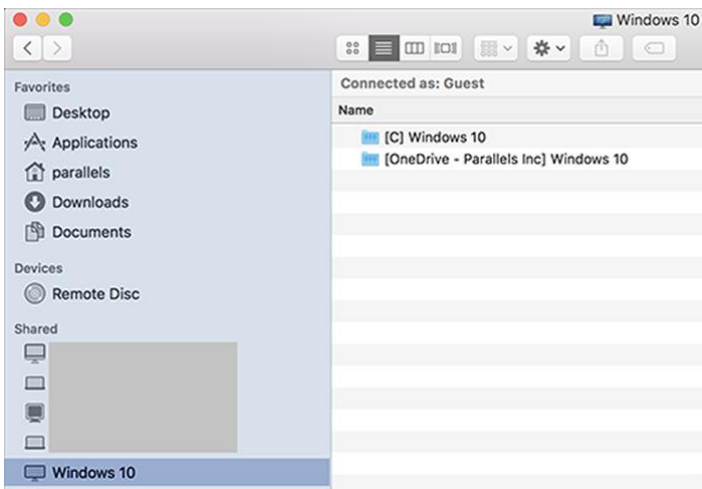 Windows 10
Favorites
Desktop
Applications
parallels
Downloads
Documents
Devices
Remote Disc
Shared
Windows 10
Connected as: Guest
Name
[C] Windows 10
[OneDrive - Parallels Inc] Windows 10